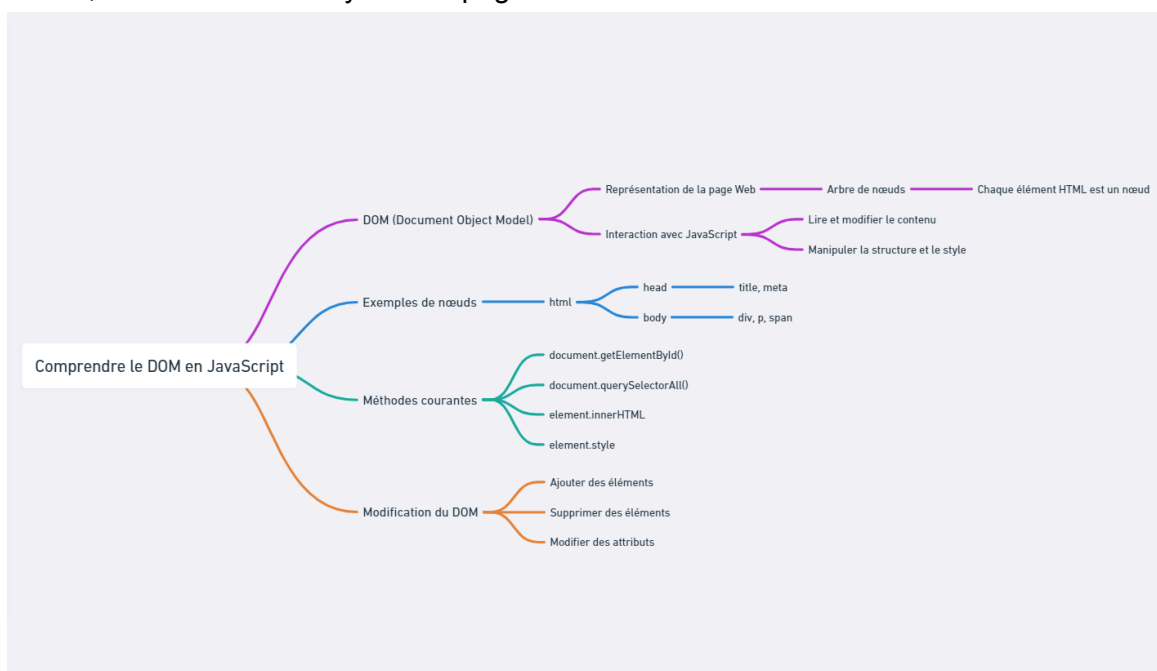 Comprendre le DOM en JavaScript
DOM (Document Object Model)
Représentation de la page Web
Arbre de nœuds
Chaque élément HTML est un nœud
Interaction avec JavaScript
Lire et modifier le contenu
Manipuler la structure et le style
Exemples de nœuds
html
head
title, meta
body
div, p, span
Méthodes courantes
document.getElementById()
document.querySelectorAll()
element.innerHTML
element.style
Modification du DOM
Ajouter des éléments
Supprimer des éléments
Modifier des attributs